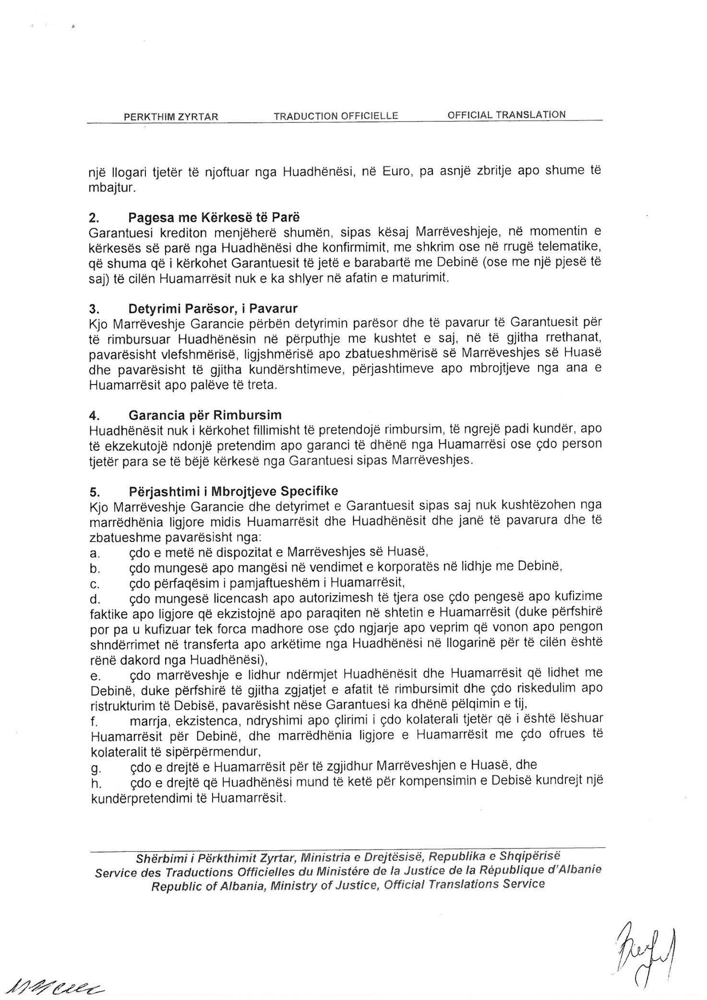 PERKTHIM ZYRTAR TRADUCTION OFFICIELLE OFFICIAL TRANSLATION
një llogari tjetër të njoftuar nga Huadhënësi, në Euro, pa asnjë zbritje apo shume të
mbajtur.
2. Pagesa me Kërkesë të Parë
Garantuesi krediton menjëherë shumën, sipas kësaj Marrëveshjeje, në momentin e
kërkesës së parë nga Huadhënësi dhe konfirmimit, me shkrim ose në rrugë telematike,
që shuma që i kërkohet Garantuesit të jetë e barabartë me Debinë (ose me një pjesë të
saj) të cilën Huamarrësit nuk e ka shlyer në afatin e maturimit.
3. Detyrimi Parësor, i Pavarur
Kjo Marrëveshje Garancie përbën detyrimin parësor dhe të pavarur të Garantuesit për
të rimbursuar Huadhënësin në përputhje me kushtet e saj, në të gjitha rrethanat,
pavarësisht vlefshmërisë, ligjshmërisë apo zbatueshmërisë së Marrëveshjes së Huasë
dhe pavarësisht të gjitha kundërshtimeve, përjashtimeve apo mbrojtjeve nga ana e
Huamarrësit apo palëve të treta.
4. Garancia për Rimbursim
Huadhënësit nuk i kërkohet fillimisht të pretendojë rimbursim, të ngrejë padi kundër, apo
të ekzekutojë ndonjë pretendim apo garanci të dhënë nga Huamarrësi ose çdo person
tjetër para se të bëjë kërkesë nga Garantuesi sipas Marrëveshjes.
5. Përjashtimi i Mbrojtjeve Specifike
Kjo Marrëveshje Garancie dhe detyrimet e Garantuesit sipas saj nuk kushtëzohen nga
marrëdhënia ligjore midis Huamarrësit dhe Huadhënësit dhe janë të pavarura dhe të
zbatueshme pavarësisht nga:
a. çdo e metë në dispozitat e Marrëveshjes së Huasë,
b. çdo mungesë apo mangësi në vendimet e korporatës në lidhje me Debinë,
c. çdo përfaqësim i pamjaftueshëm i Huamarrësit,
d. çdo mungesë licencash apo autorizimesh të tjera ose çdo pengesë apo kufizime
faktike apo ligjore që ekzistojnë apo paraqiten në shtetin e Huamarrësit (duke përfshirë
por pa u kufizuar tek forca madhore ose çdo ngjarje apo veprim që vonon apo pengon
shndërrimet në transferta apo arkëtime nga Huadhënësi në llogarinë për të cilën është
rënë dakord nga Huadhënësi),
e. çdo marrëveshje e lidhur ndërmjet Huadhënësit dhe Huamarrësit që lidhet me
Debinë, duke përfshirë të gjitha zgjatjet e afatit të rimbursimit dhe çdo riskedulim apo
ristrukturim të Debisë, pavarësisht nëse Garantuesi ka dhënë pëlqimin e tij,
f. marrja, ekzistenca, ndryshimi apo çlirimi i çdo kolaterali tjetër që i është lëshuar
Huamarrësit për Debinë, dhe marrëdhënia ligjore e Huamarrësit me çdo ofrues të
kolateralit të sipërpërmendur,
g. çdo e drejtë e Huamarrësit për të zgjidhur Marrëveshjen e Huasë, dhe
h. çdo e drejtë që Huadhënësi mund të ketë për kompensimin e Debisë kundrejt një
kundërpretendimi të Huamarrësit.
Shërbimi i Përkthimit Zyrtar, Ministria e Drejtësisë, Republika e Shqipërisë
Service des Traductions Officielles du Ministére de la Justice de la République d'Albanie
Republic of Albania, Ministry of Justice, Official Translations Service